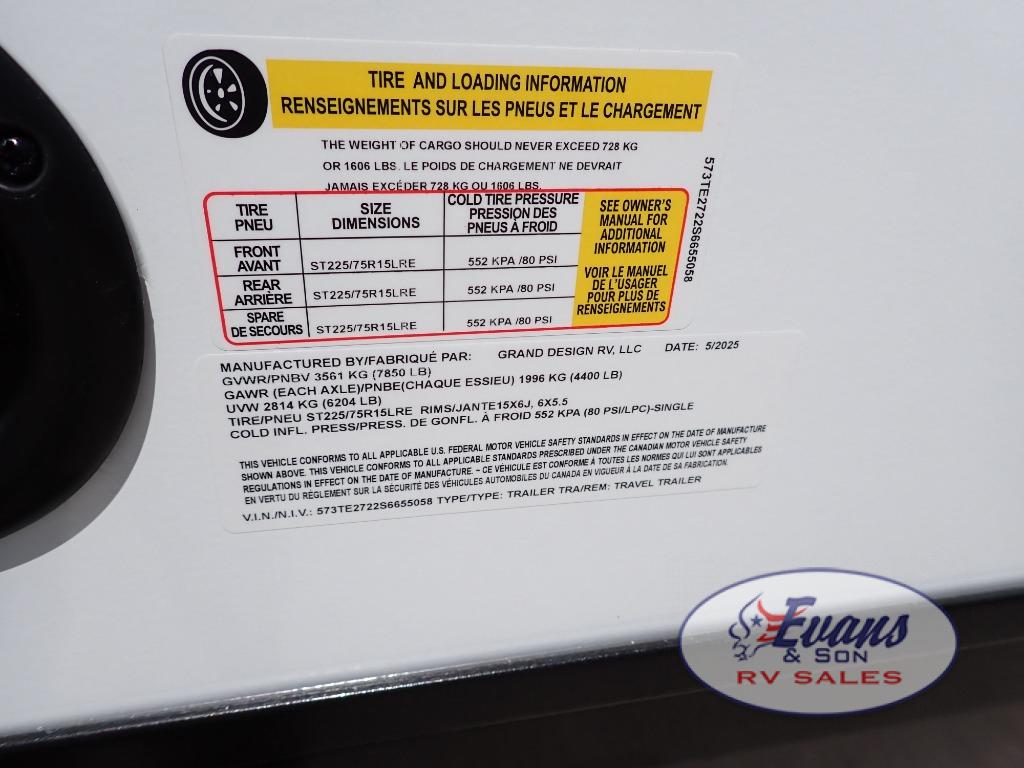 TIRE AND LOADING INFORMATION
RENSEIGNEMENTS SUR LES PNEUS ET LE CHARGEMENT
THE WEIGHT OF CARGO SHOULD NEVER EXCEED 728 KG
OR 1606 LBS. LE POIDS DE CHARGEMENT NE DEVRAIT
JAMAIS EXCÉDER 728 KG OU 1606 LBS.
TIRE
PNEU
SIZE
DIMENSIONS
COLD TIRE PRESSURE
PRESSION DES
PNEUS À FROID
FRONT
AVANT
ST225/75R15LRE
552 KPA /80 PSI
REAR
ARRIÈRE
ST225/75R15LRE
552 KPA /80 PSI
SPARE
DE SECOURS
ST225/75R15LRE
552 KPA /80 PSI
SEE OWNER'S
MANUAL FOR
ADDITIONAL
INFORMATION
VOIR LE MANUEL
DE L'USAGER
POUR PLUS DE
RENSEIGNEMENTS
573TE2722S6655058
MANUFACTURED BY/FABRIQUÉ PAR: GRAND DESIGN RV, LLC DATE: 5/2025
GVWR/PNBV 3561 KG (7850 LB)
GAWR (EACH AXLE)/PNBE(CHAQUE ESSIEU) 1996 KG (4400 LB)
UVW 2814 KG (6204 LB)
TIRE/PNEU ST225/75R15LRE RIMS/JANTE15X6J, 6X5.5
COLD INFL. PRESS/PRESS. DE GONFL. À FROID 552 KPA (80 PSI/LPC)-SINGLE
THIS VEHICLE CONFORMS TO ALL APPLICABLE U.S. FEDERAL MOTOR VEHICLE SAFETY STANDARDS IN EFFECT ON THE DATE OF MANUFACTURE
SHOWN ABOVE. THIS VEHICLE CONFORMS TO ALL APPLICABLE STANDARDS PRESCRIBED UNDER THE CANADIAN MOTOR VEHICLE SAFETY
REGULATIONS IN EFFECT ON THE DATE OF MANUFACTURE. - CE VÉHICULE EST CONFORME À TOUTES LES NORMES QUI LUI SONT APPLICABLES
EN VERTU DU RÈGLEMENT SUR LA SÉCURITÉ DES VÉHICULES AUTOMOBILES DU CANADA EN VIGUEUR À LA DATE DE SA FABRICATION.
V.I.N./N.I.V.: 573TE2722S6655058 TYPE/TYPE: TRAILER TRA/REM: TRAVEL TRAILER
Evans
& SON
RV SALES